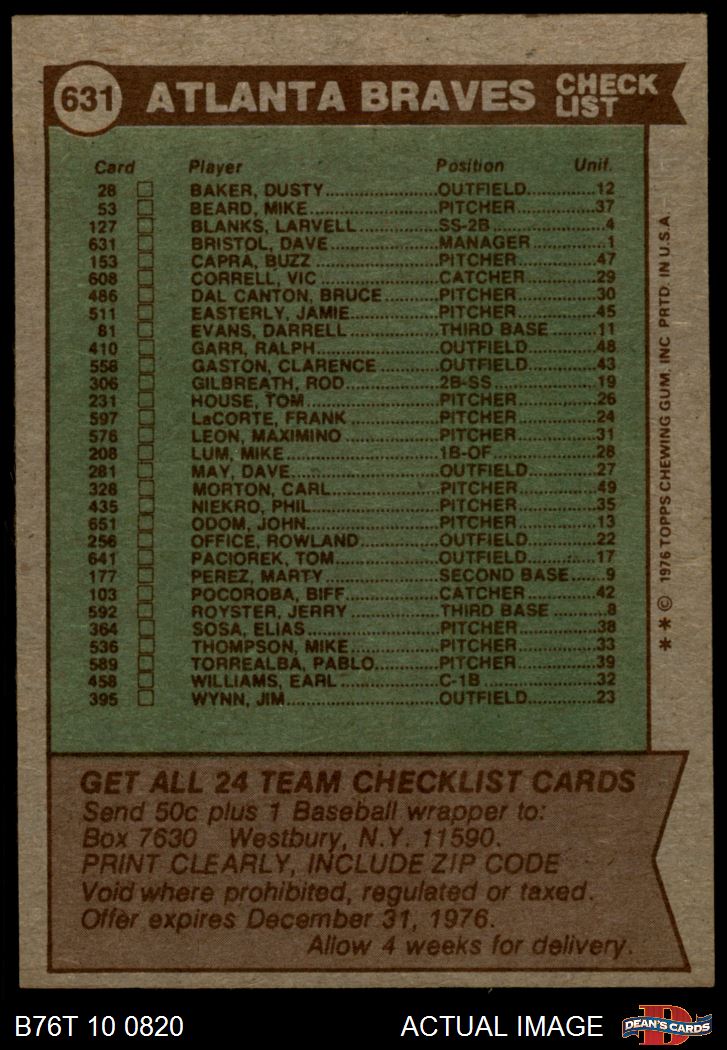 631 ATLANTA BRAVES CHECK LIST
Card Player Position Unif.
28 BAKER, DUSTY OUTFIELD 12
53 BEARD, MIKE PITCHER 37
127 BLANKS, LARVELL SS-2B 4
631 BRISTOL, DAVE MANAGER 1
153 CAPRA, BUZZ PITCHER 47
608 CORRELL, VIC CATCHER 29
486 DAL CANTON, BRUCE PITCHER 30
511 EASTERLY, JAMIE PITCHER 45
81 EVANS, DARRELL THIRD BASE 11
410 GARR, RALPH OUTFIELD 48
558 GASTON, CLARENCE OUTFIELD 43
306 GILBREATH, ROD 2B-SS 19
231 HOUSE, TOM PITCHER 26
597 LaCORTE, FRANK PITCHER 24
576 LEON, MAXIMINO PITCHER 31
208 LUM, MIKE 1B-OF 28
281 MAY, DAVE OUTFIELD 27
328 MORTON, CARL PITCHER 49
435 NIEKRO, PHIL PITCHER 35
651 ODOM, JOHN PITCHER 13
256 OFFICE, ROWLAND OUTFIELD 22
641 PACIOREK, TOM OUTFIELD 17
177 PEREZ, MARTY SECOND BASE 9
103 POCOROBA, BIFF CATCHER 42
592 ROYSTER, JERRY THIRD BASE 8
364 SOSA, ELIAS PITCHER 38
536 THOMPSON, MIKE PITCHER 33
589 TORREALBA, PABLO PITCHER 39
458 WILLIAMS, EARL C-1B 32
395 WYNN, JIM OUTFIELD 23
* * © 1976 TOPPS CHEWING GUM, INC PRTD. IN U.S.A.
GET ALL 24 TEAM CHECKLIST CARDS
Send 50c plus 1 Baseball wrapper to:
Box 7630 Westbury, N.Y. 11590.
PRINT CLEARLY, INCLUDE ZIP CODE
Void where prohibited, regulated or taxed.
Offer expires December 31, 1976.
Allow 4 weeks for delivery.
B76T 10 0820 ACTUAL IMAGE DEAN'S CARDS